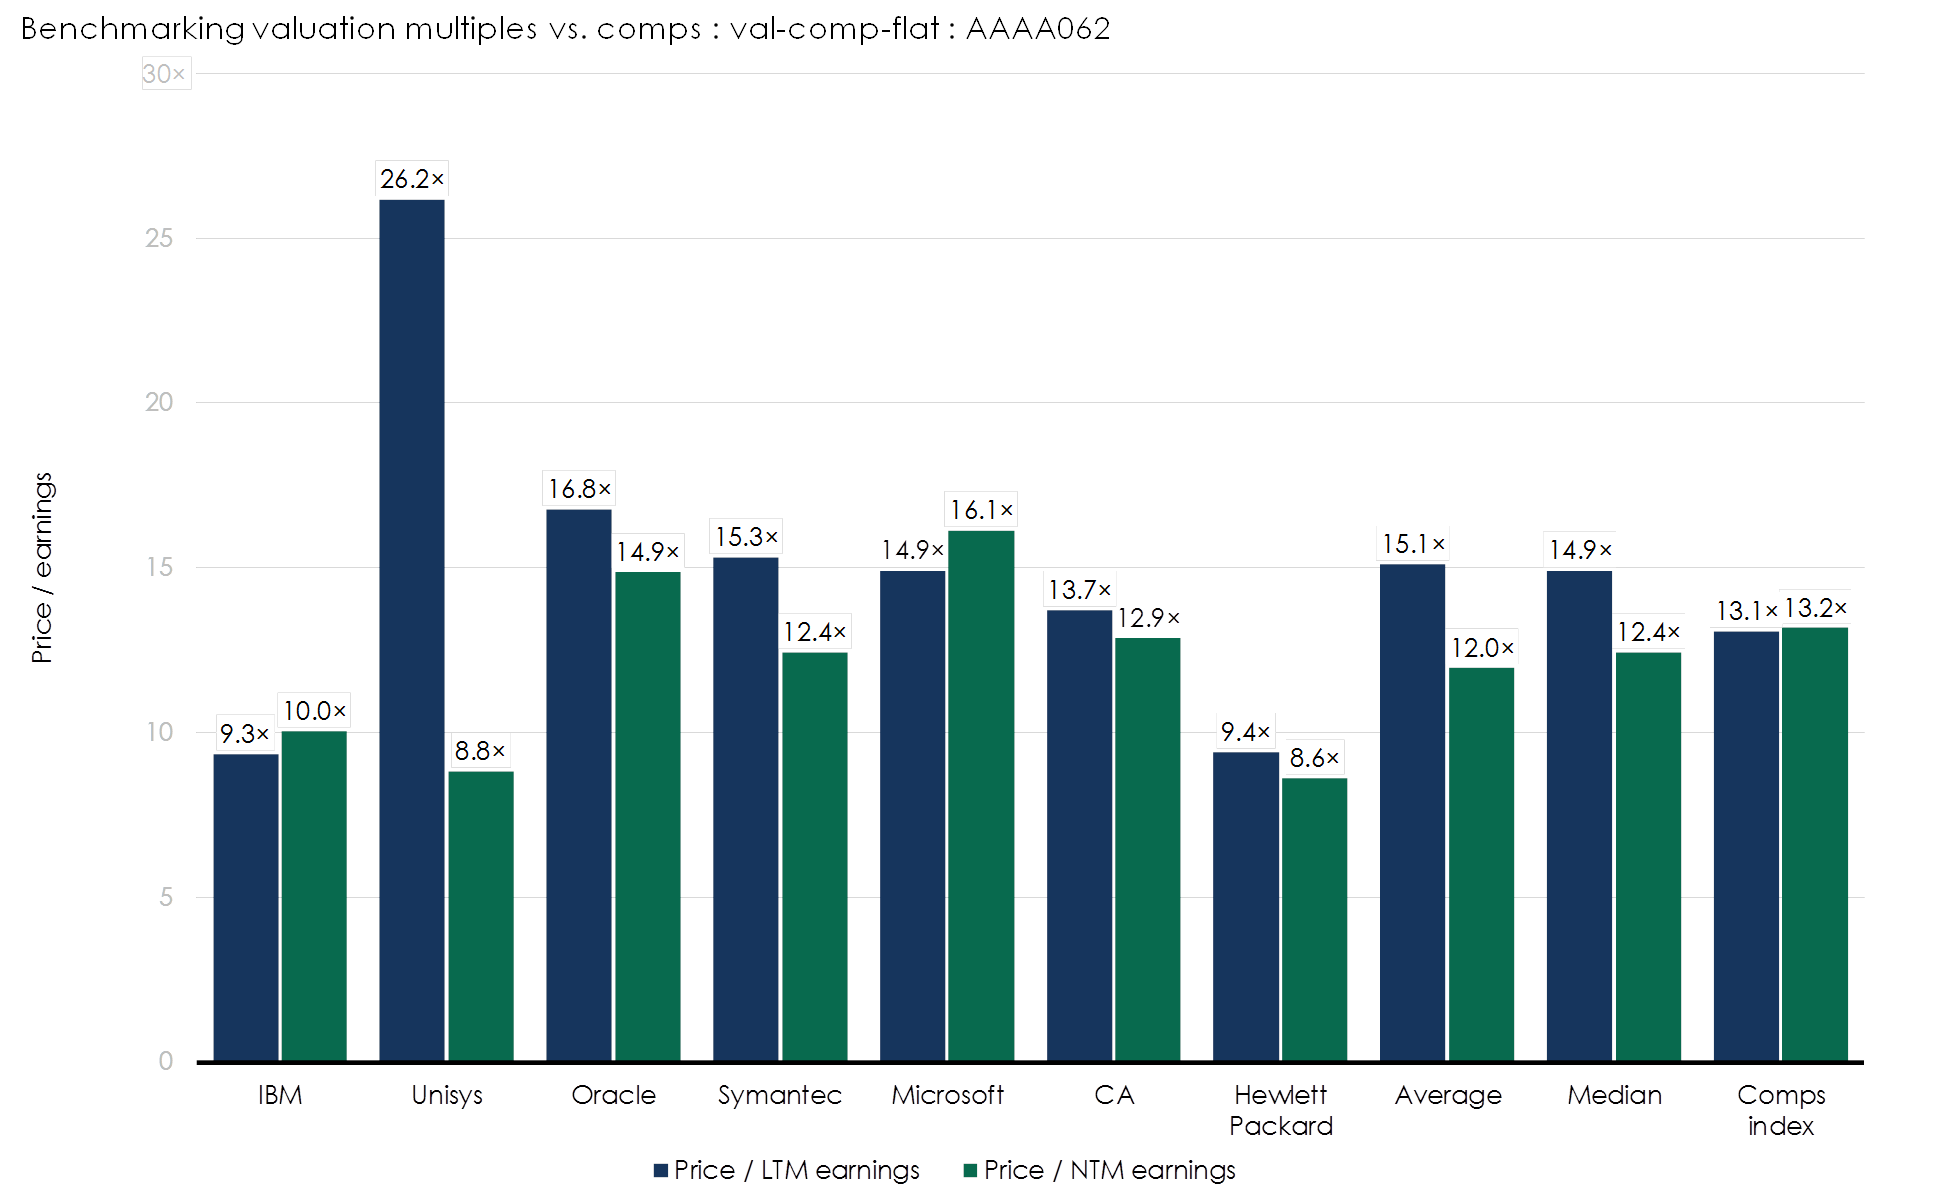 Benchmarking valuation multiples vs. comps : val-comp-flat : AAAA062
30×
25
20
15
10
5
0
Price / earnings
9.3×
10.0×
26.2×
8.8×
16.8×
14.9×
15.3×
12.4×
14.9×
16.1×
13.7×
12.9×
9.4×
8.6×
15.1×
12.0×
14.9×
12.4×
13.1×
13.2×
IBM
Unisys
Oracle
Symantec
Microsoft
CA
Hewlett
Packard
Average
Median
Comps
index
Price / LTM earnings
Price / NTM earnings